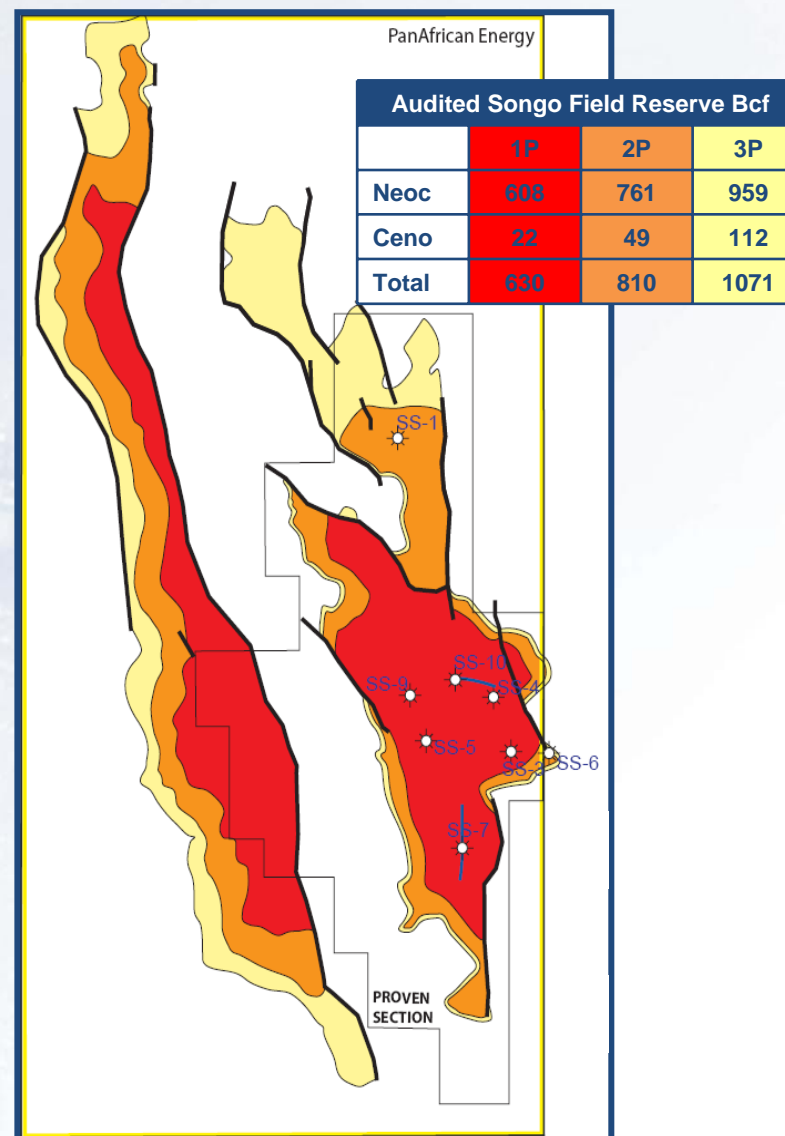 PanAfrican Energy
Audited Songo Field Reserve Bcf
1P 2P 3P
Neoc 608 761 959
Ceno 22 49 112
Total 630 810 1071
SS-1
SS-10
SS-9
SS-4
SS-5
SS-3
SS-6
SS-7
PROVEN
SECTION